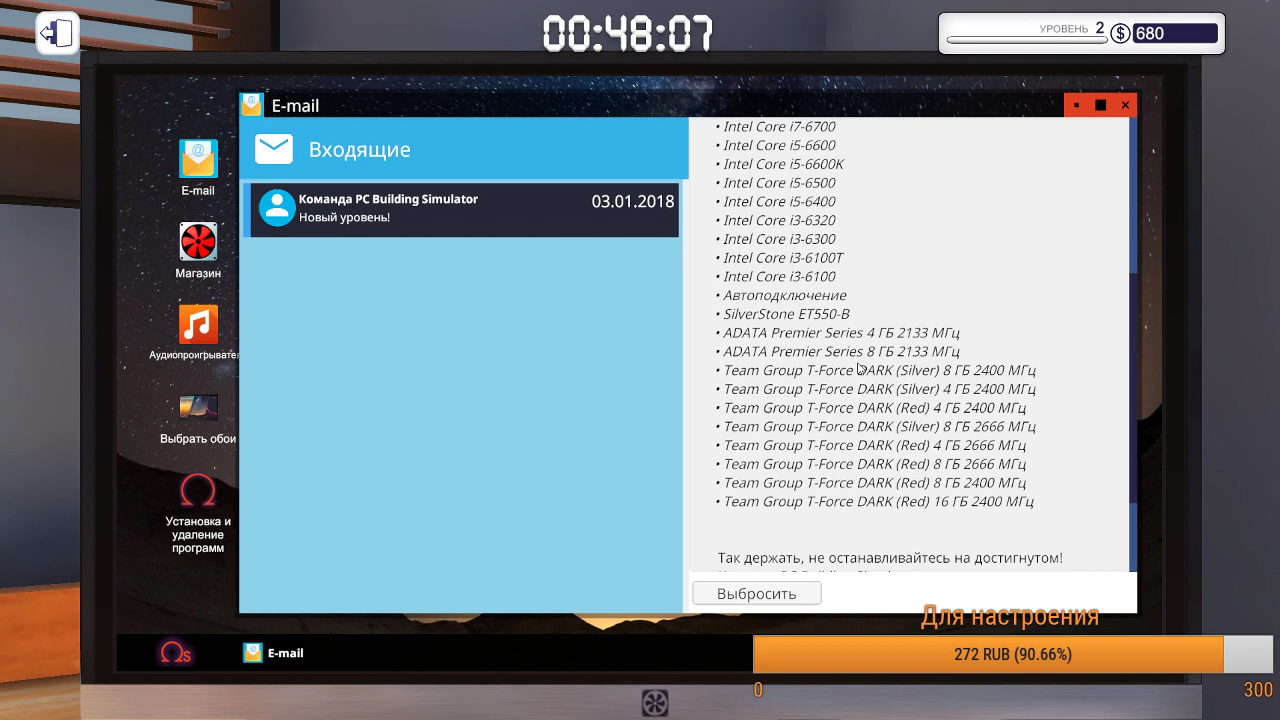 00:48:07
УРОВЕНЬ 2
$ 680
E-mail
Входящие
Команда PC Building Simulator
03.01.2018
Новый уровень!
• Intel Core i7-6700
• Intel Core i5-6600
• Intel Core i5-6600K
• Intel Core i5-6500
• Intel Core i5-6400
• Intel Core i3-6320
• Intel Core i3-6300
• Intel Core i3-6100T
• Intel Core i3-6100
• Автоподключение
• SilverStone ET550-B
• ADATA Premier Series 4 ГБ 2133 МГц
• ADATA Premier Series 8 ГБ 2133 МГц
• Team Group T-Force DARK (Silver) 8 ГБ 2400 МГц
• Team Group T-Force DARK (Silver) 4 ГБ 2400 МГц
• Team Group T-Force DARK (Red) 4 ГБ 2400 МГц
• Team Group T-Force DARK (Silver) 8 ГБ 2666 МГц
• Team Group T-Force DARK (Red) 4 ГБ 2666 МГц
• Team Group T-Force DARK (Red) 8 ГБ 2666 МГц
• Team Group T-Force DARK (Red) 8 ГБ 2400 МГц
• Team Group T-Force DARK (Red) 16 ГБ 2400 МГц
Так держать, не останавливайтесь на достигнутом!
Выбросить
E-mail
Магазин
Аудиопроигрывател
Выбрать обои
Установка и
удаление
программ
Ωs
E-mail
Для настроения
272 RUB (90.66%)
0
300